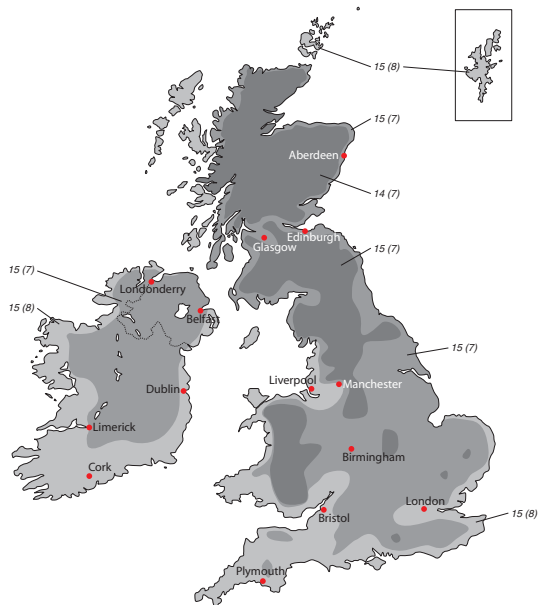 15 (8)
15 (7)
Aberdeen
14 (7)
Edinburgh
Glasgow
15 (7)
15 (7)
Londonderry
15 (8)
Belfast
15 (7)
Liverpool
Manchester
Dublin
Limerick
Birmingham
Cork
London
15 (8)
Bristol
Plymouth